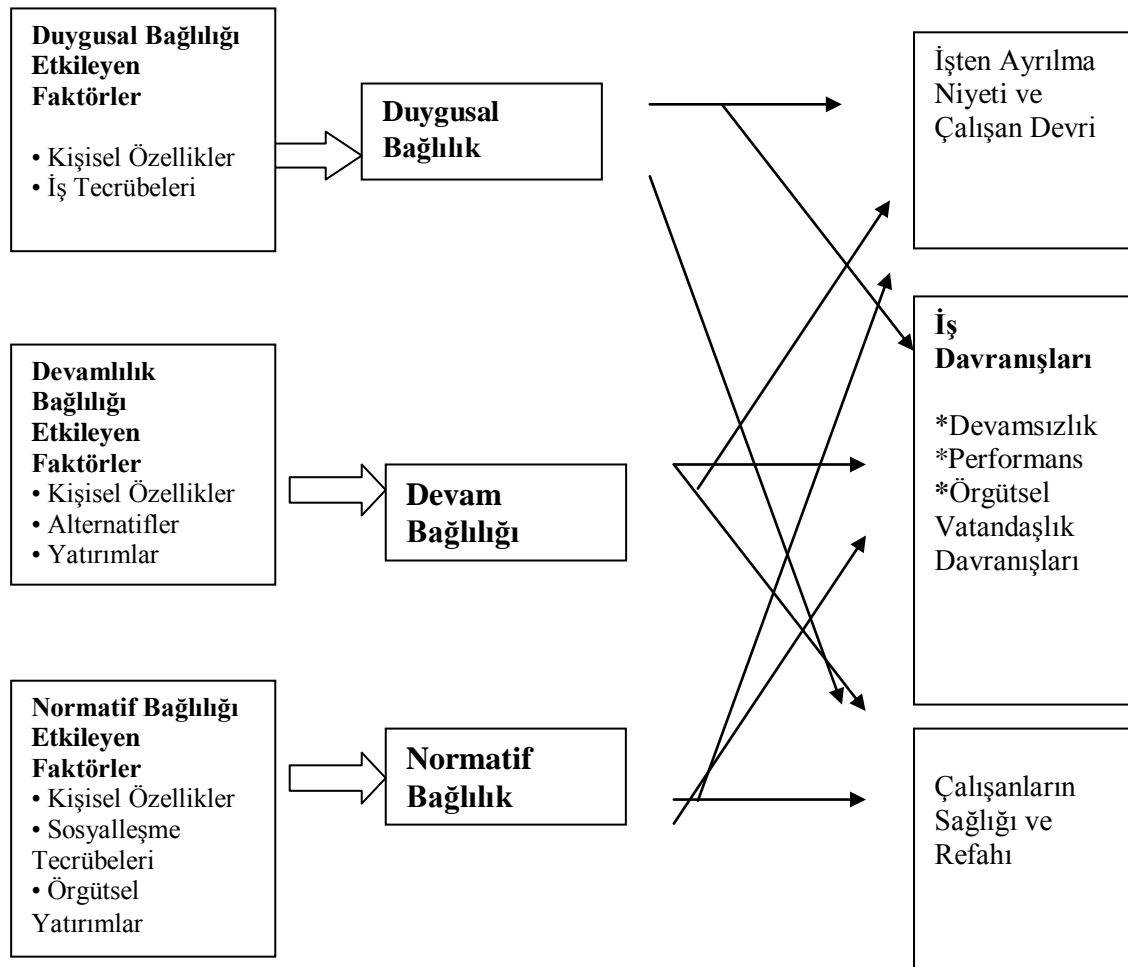 Duygusal Bağlılığı
Etkileyen
Faktörler
• Kişisel Özellikler
• İş Tecrübeleri
Duygusal
Bağlılık
İşten Ayrılma
Niyeti ve
Çalışan Devri
Devamlılık
Bağlılığı
Etkileyen
Faktörler
• Kişisel Özellikler
• Alternatifler
• Yatırımlar
Devam
Bağlılığı
İş
Davranışları
*Devamsızlık
*Performans
*Örgütsel
Vatandaşlık
Davranışları
Normatif Bağlılığı
Etkileyen
Faktörler
• Kişisel Özellikler
• Sosyalleşme
Tecrübeleri
• Örgütsel
Yatırımlar
Normatif
Bağlılık
Çalışanların
Sağlığı ve
Refahı